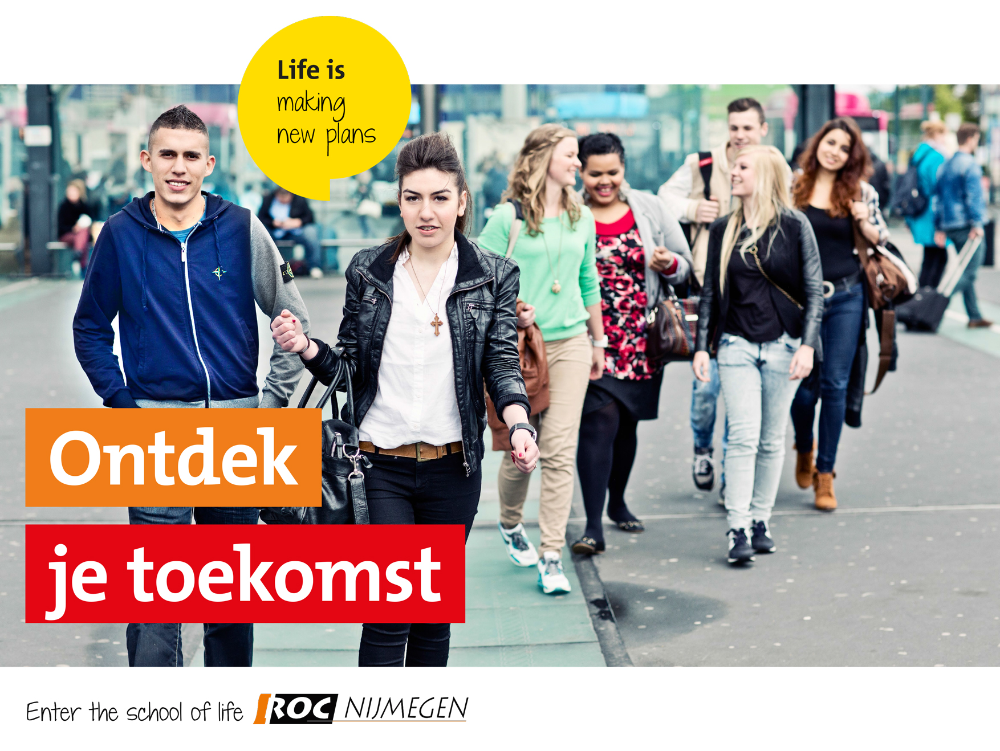 Life is
making
new plans
Ontdek
je toekomst
Enter the school of life
ROC NIJMEGEN